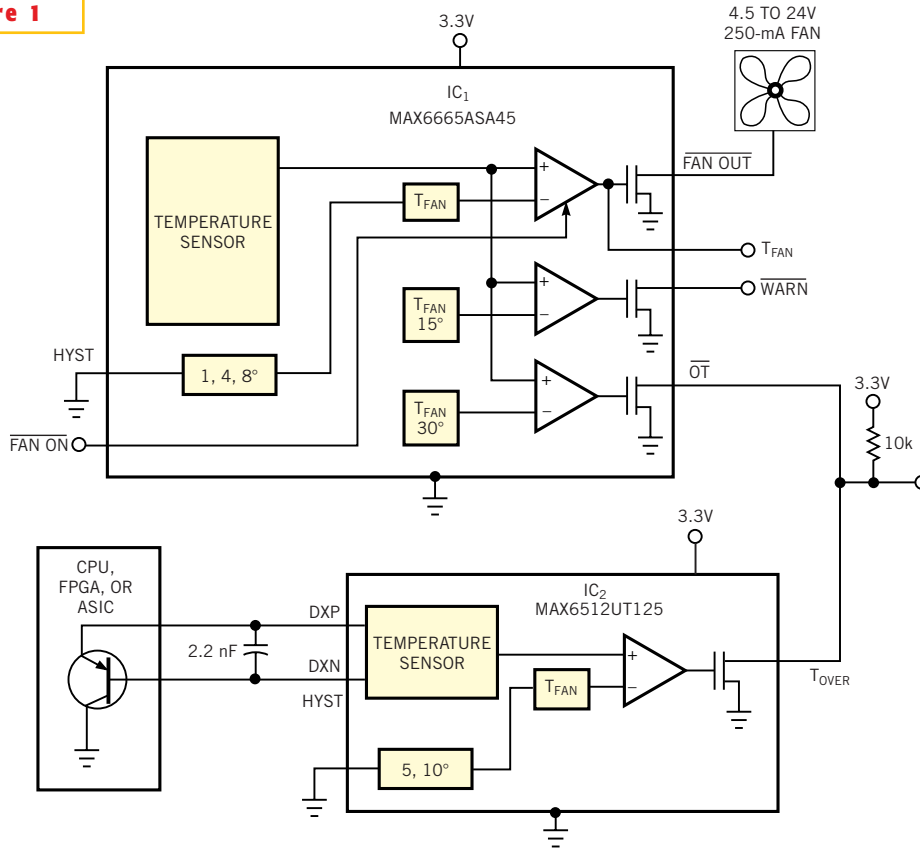 re 1
3.3V
4.5 TO 24V
250-mA FAN
IC1
MAX6665ASA45
TEMPERATURE
SENSOR
TFAN
+
−
FAN OUT
TFAN
TFAN
15°
+
−
WARN
HYST
1, 4, 8°
TFAN
30°
+
−
OT
3.3V
10k
FAN ON
3.3V
CPU,
FPGA, OR
ASIC
IC2
MAX6512UT125
DXP
2.2 nF
DXN
HYST
TEMPERATURE
SENSOR
TFAN
+
−
TOVER
5, 10°